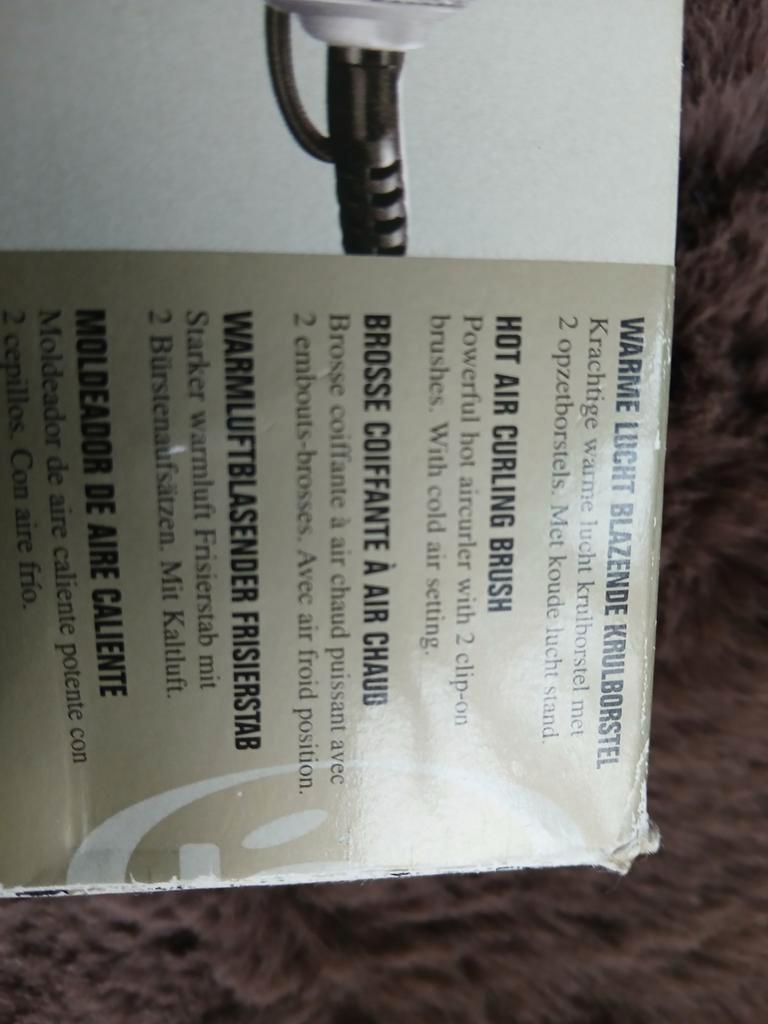 WARME LUCHT BLAZENDE KRULBORSTEL
Krachtige warme lucht krulborstel met
2 opzetborstels. Met koude lucht stand.
HOT AIR CURLING BRUSH
Powerful hot aircurler with 2 clip-on
brushes. With cold air setting.
BROSSE COIFFANTE À AIR CHAUD
Brosse coiffante à air chaud puissant avec
2 embouts-brosses. Avec air froid position.
WARMLUFTBLASENDER FRISIERSTAB
Starker warmluft Frisierstab mit
2 Bürstenaufsätzen. Mit Kaltluft.
MOLDEADOR DE AIRE CALIENTE
Moldeador de aire caliente potente con
2 cepillos. Con aire frío.